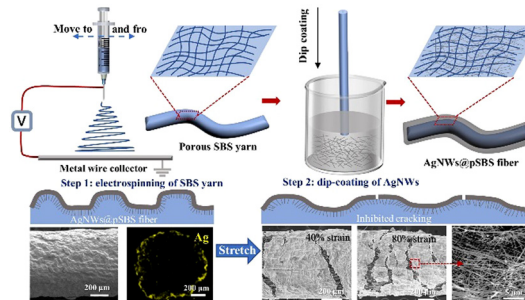 Move to and fro
Dip coating
V
Porous SBS yarn
AgNWs@pSBS fiber
Metal wire collector
Step 1: electrospinning of SBS yarn
Step 2: dip-coating of AgNWs
AgNWs@pSBS fiber
Inhibited cracking
Ag
Stretch
40% strain
80% strain
200 μm
200 μm
200 μm
200 μm